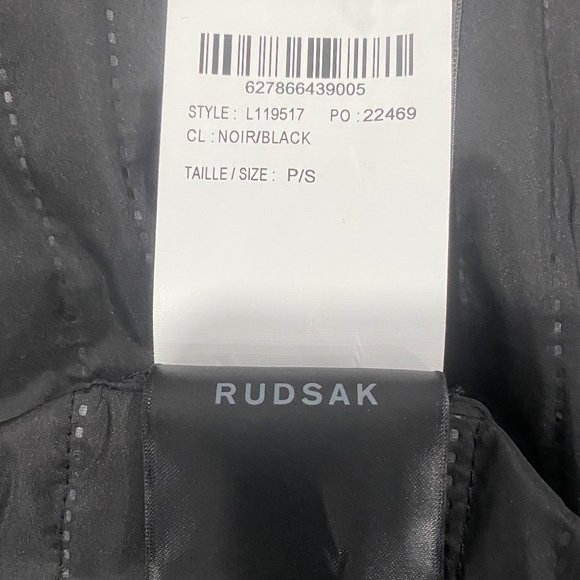 627866439005
STYLE : L119517 PO : 22469
CL : NOIR/BLACK
TAILLE / SIZE : P/S
RUDSAK